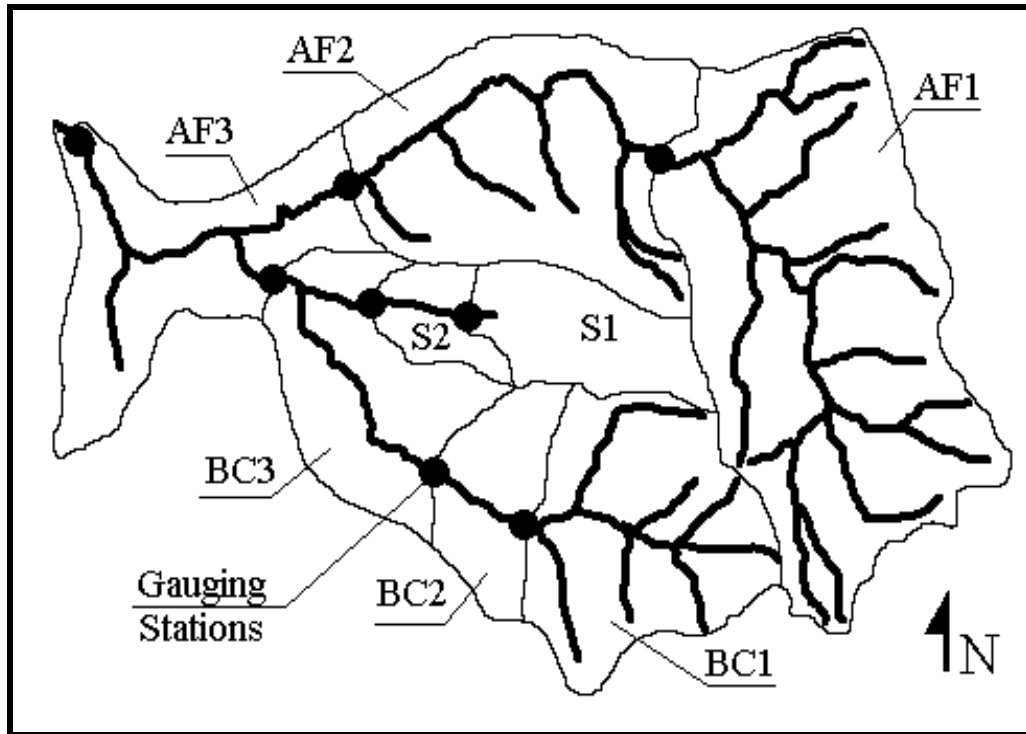 AF2
AF1
AF3
S1
S2
BC3
Gauging
Stations
BC2
BC1
N